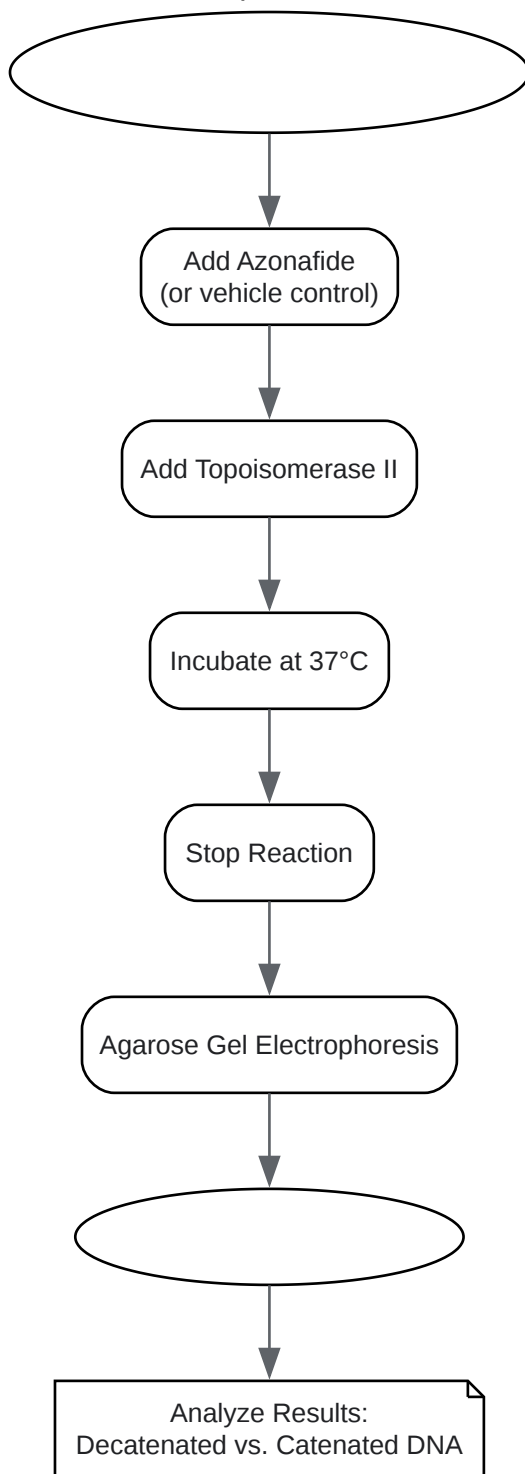 Add Azonafide
(or vehicle control)
Add Topoisomerase II
Incubate at 37°C
Stop Reaction
Agarose Gel Electrophoresis
Analyze Results:
Decatenated vs. Catenated DNA